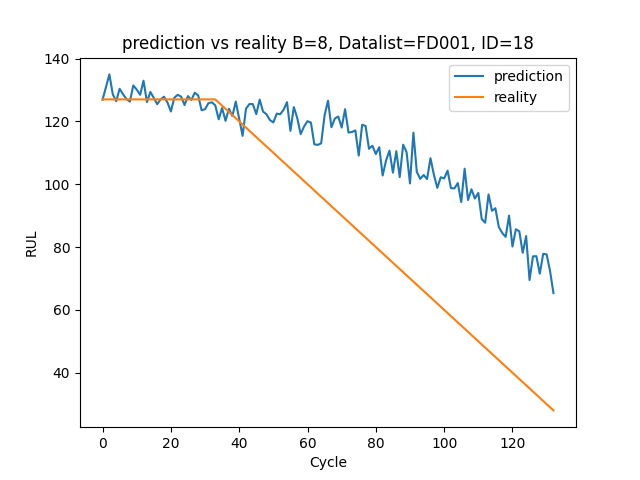 prediction vs reality B=8, Datalist=FD001, ID=18
prediction
reality
RUL
140
120
100
80
60
40
0 20 40 60 80 100 120
Cycle